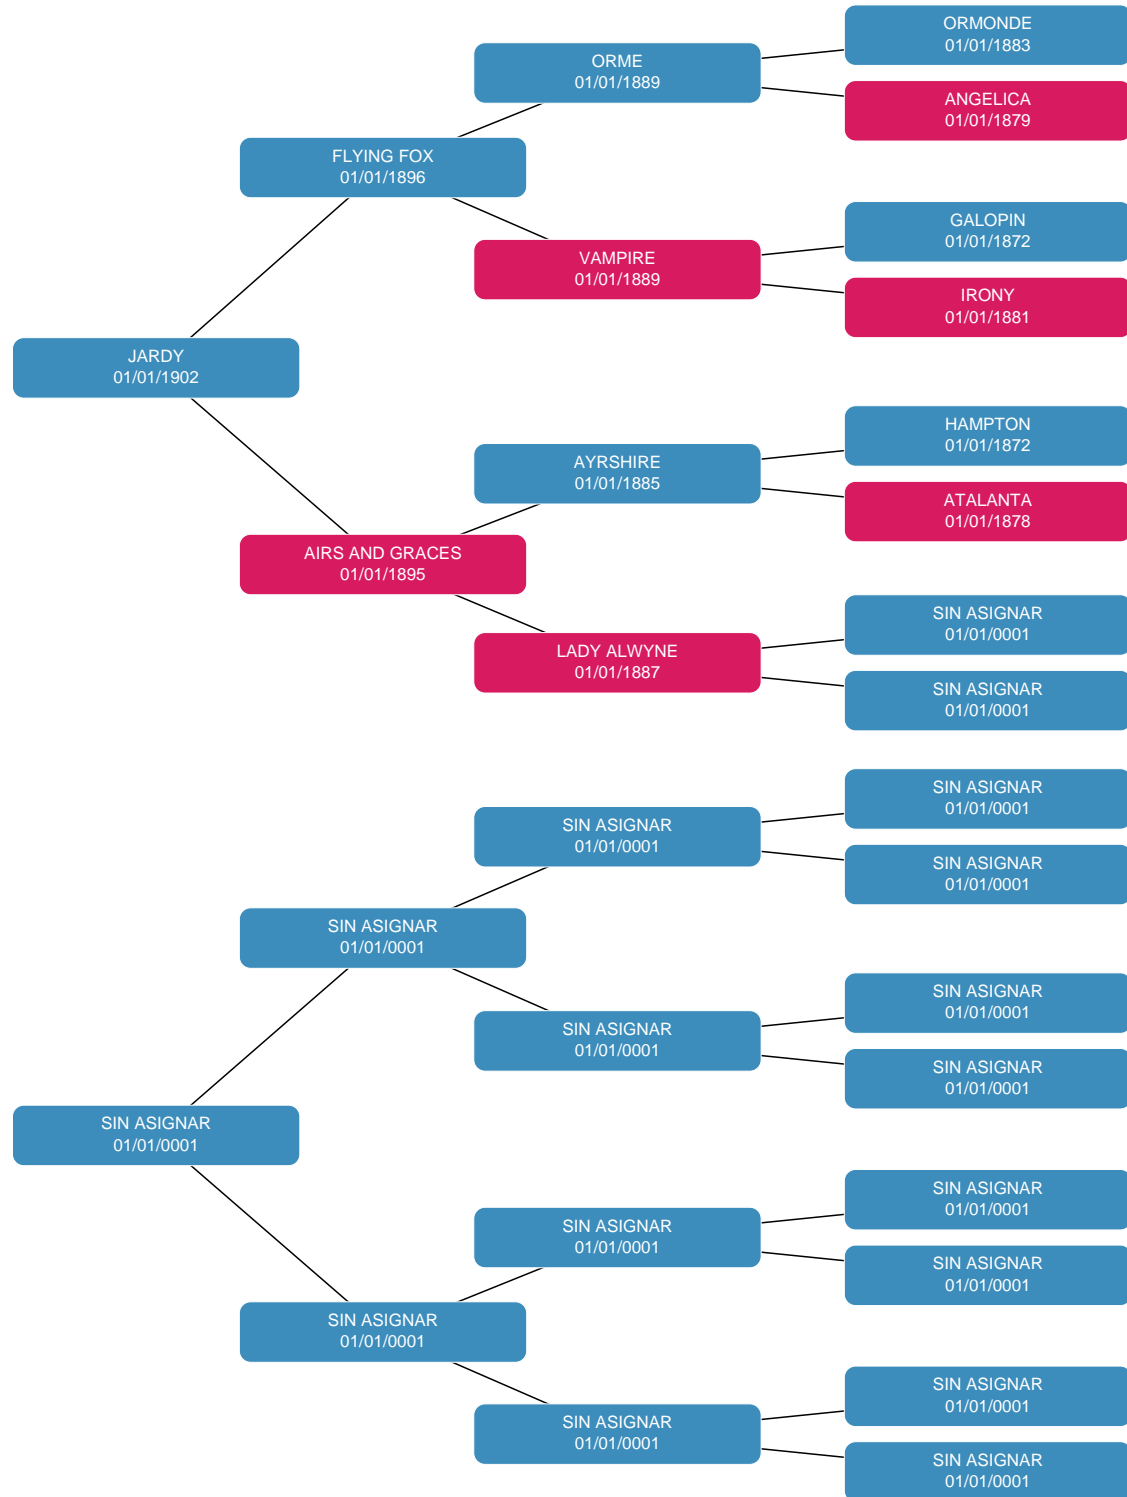 ORMONDE
01/01/1883
ORME
01/01/1889
ANGELICA
01/01/1879
FLYING FOX
01/01/1896
GALOPIN
01/01/1872
VAMPIRE
01/01/1889
IRONY
01/01/1881
JARDY
01/01/1902
HAMPTON
01/01/1872
AYRSHIRE
01/01/1885
ATALANTA
01/01/1878
AIRS AND GRACES
01/01/1895
SIN ASIGNAR
01/01/0001
LADY ALWYNE
01/01/1887
SIN ASIGNAR
01/01/0001
SIN ASIGNAR
01/01/0001
SIN ASIGNAR
01/01/0001
SIN ASIGNAR
01/01/0001
SIN ASIGNAR
01/01/0001
SIN ASIGNAR
01/01/0001
SIN ASIGNAR
01/01/0001
SIN ASIGNAR
01/01/0001
SIN ASIGNAR
01/01/0001
SIN ASIGNAR
01/01/0001
SIN ASIGNAR
01/01/0001
SIN ASIGNAR
01/01/0001
SIN ASIGNAR
01/01/0001
SIN ASIGNAR
01/01/0001
SIN ASIGNAR
01/01/0001
SIN ASIGNAR
01/01/0001